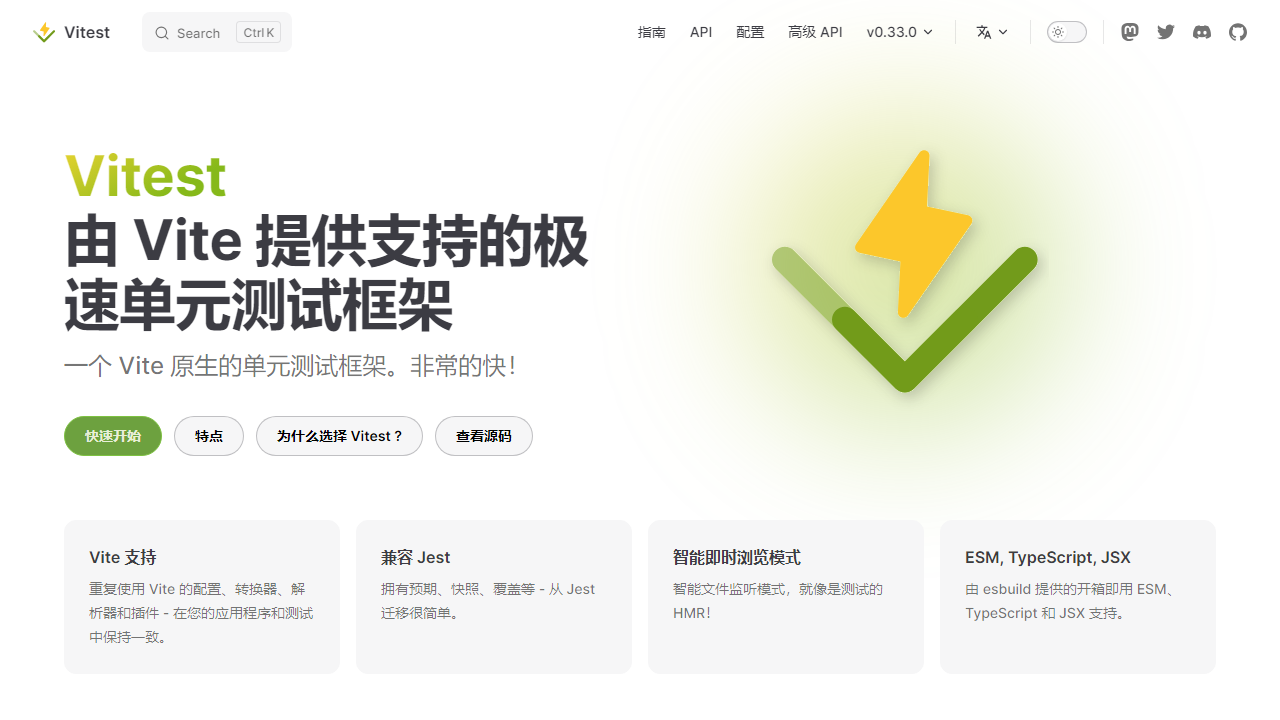 Vitest
Search
Ctrl K
指南
API
配置
高级 API
v0.33.0
Vitest
由 Vite 提供支持的极
速单元测试框架
一个 Vite 原生的单元测试框架。非常的快！
快速开始
特点
为什么选择 Vitest？
查看源码
Vite 支持
重复使用 Vite 的配置、转换器、解
析器和插件 - 在您的应用程序和测试
中保持一致。
兼容 Jest
拥有预期、快照、覆盖等 - 从 Jest
迁移很简单。
智能即时浏览模式
智能文件监听模式，就像是测试的
HMR！
ESM, TypeScript, JSX
由 esbuild 提供的开箱即用 ESM、
TypeScript 和 JSX 支持。